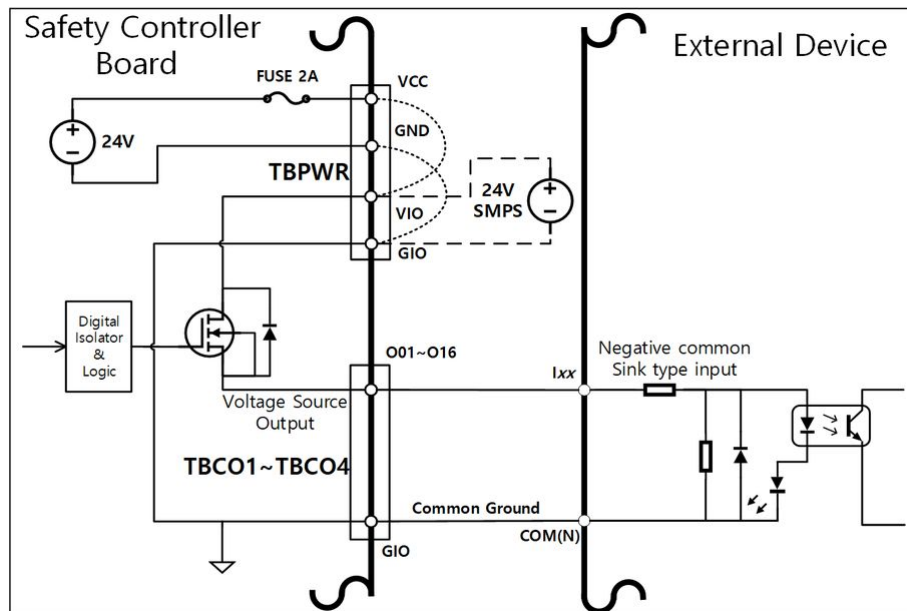 Safety Controller
Board
External Device
FUSE 2A
VCC
+
24V
−
GND
TBPWR
24V
SMPS
+
−
VIO
GIO
Digital
Isolator
&
Logic
O01~O16
Ixx
Negative common
Sink type input
Voltage Source
Output
TBCO1~TBCO4
Common Ground
COM(N)
GIO